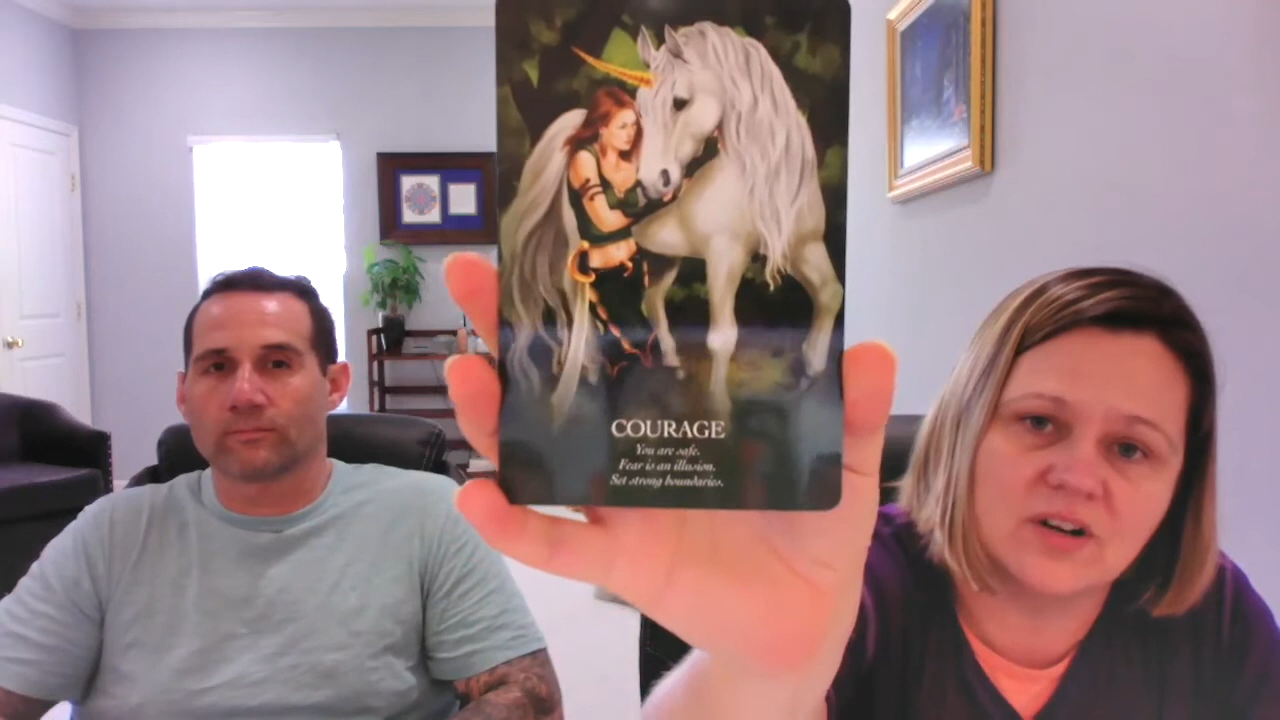 COURAGE
You are safe.
Fear is an illusion.
Set strong boundaries.